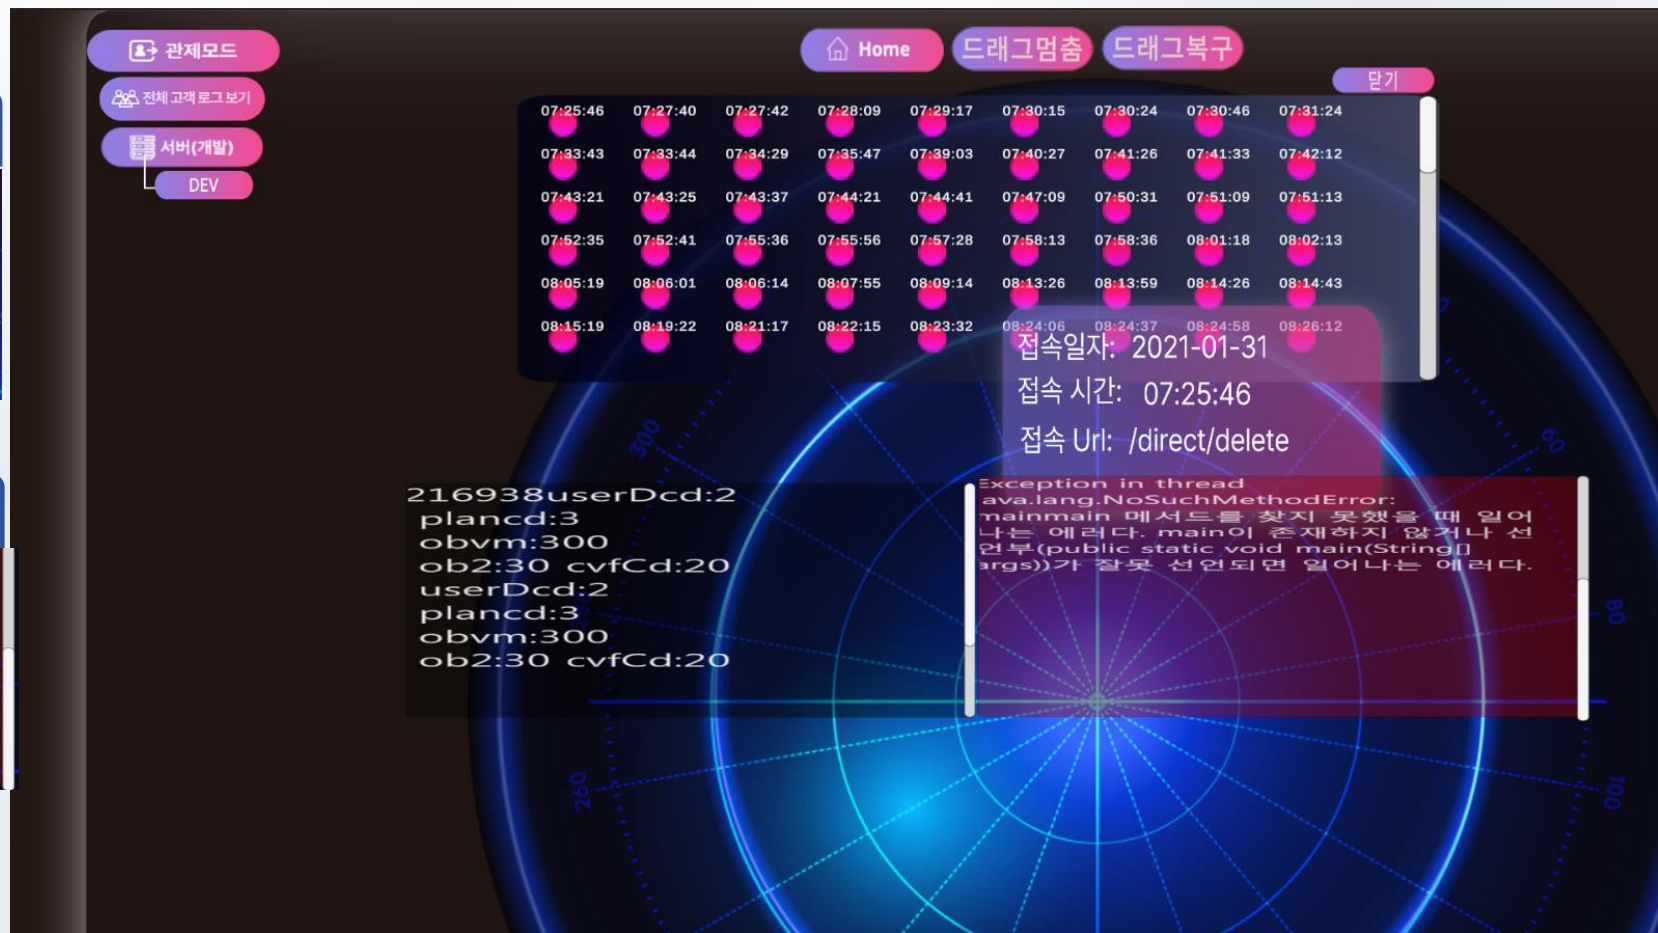 관제모드
전체 고객 로그 보기
서버(개발)
DEV
Home 드래그멈춤 드래그복구
닫기
07:25:46 07:27:40 07:27:42 07:28:09 07:29:17 07:30:15 07:30:24 07:30:46 07:31:24
07:33:43 07:33:44 07:34:29 07:35:47 07:39:03 07:40:27 07:41:26 07:41:33 07:42:12
07:43:21 07:43:25 07:43:37 07:44:21 07:44:41 07:47:09 07:50:31 07:51:09 07:51:13
07:52:35 07:52:41 07:55:36 07:55:56 07:57:28 07:58:13 07:58:36 08:01:18 08:02:13
08:05:19 08:06:01 08:06:14 08:07:55 08:09:14 08:13:26 08:13:59 08:14:26 08:14:43
08:15:19 08:19:22 08:21:17 08:22:15 08:23:32 08:24:06 08:24:37 08:24:58 08:26:12
접속일자: 2021-01-31
접속 시간: 07:25:46
접속 Url: /direct/delete
216938userDcd:2
plancd:3
obvm:300
ob2:30 cvfCd:20
userDcd:2
plancd:3
obvm:300
ob2:30 cvfCd:20
Exception in thread
ava.lang.NoSuchMethodError:
mainmain 메서드를 찾지 못했을 때 일어
나는 에러다. main이 존재하지 않거나 선
언부(public static void main(String[]
args))가 잘못 선언되면 일어나는 에러다.
300
60
80
260
100